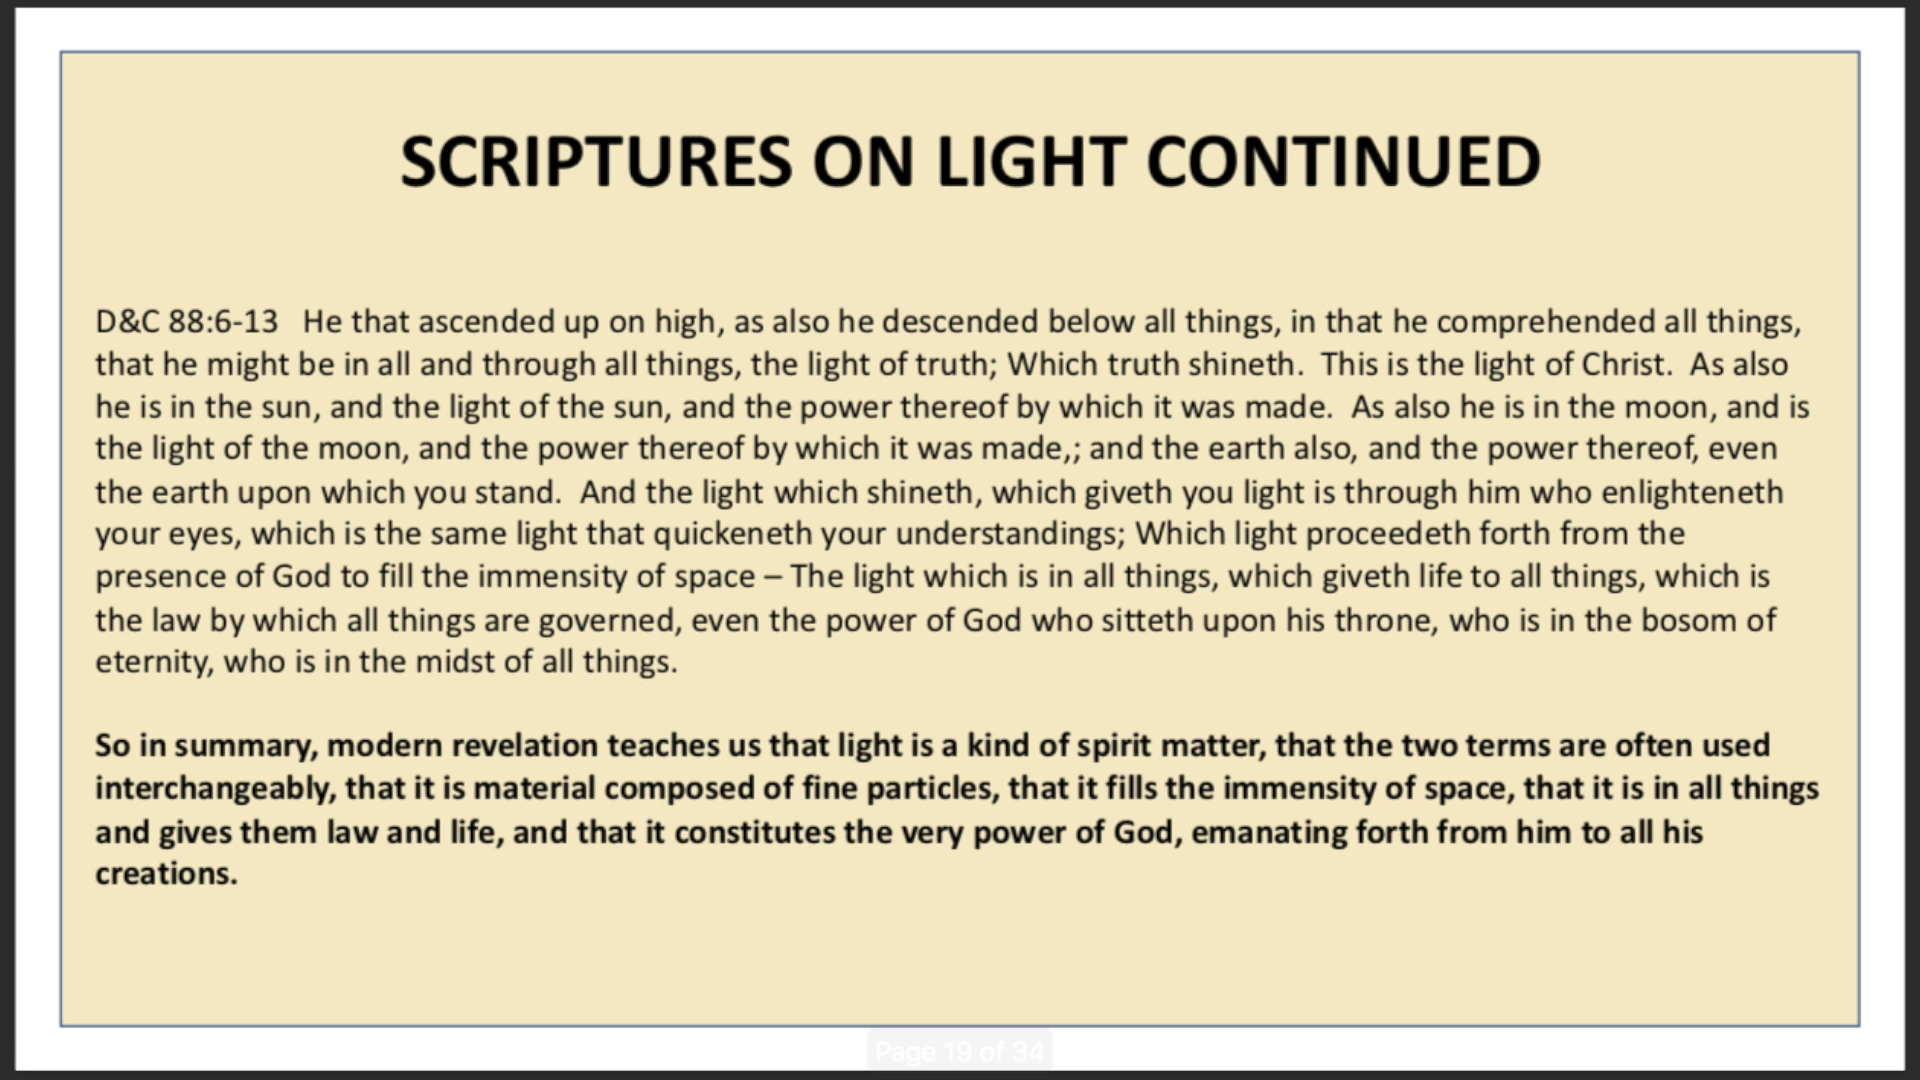 SCRIPTURES ON LIGHT CONTINUED
D&C 88:6-13 He that ascended up on high, as also he descended below all things, in that he comprehended all things,
that he might be in all and through all things, the light of truth; Which truth shineth. This is the light of Christ. As also
he is in the sun, and the light of the sun, and the power thereof by which it was made. As also he is in the moon, and is
the light of the moon, and the power thereof by which it was made,; and the earth also, and the power thereof, even
the earth upon which you stand. And the light which shineth, which giveth you light is through him who enlighteneth
your eyes, which is the same light that quickeneth your understandings; Which light proceedeth forth from the
presence of God to fill the immensity of space – The light which is in all things, which giveth life to all things, which is
the law by which all things are governed, even the power of God who sitteth upon his throne, who is in the bosom of
eternity, who is in the midst of all things.
So in summary, modern revelation teaches us that light is a kind of spirit matter, that the two terms are often used
interchangeably, that it is material composed of fine particles, that it fills the immensity of space, that it is in all things
and gives them law and life, and that it constitutes the very power of God, emanating forth from him to all his
creations.
Page 19 of 34